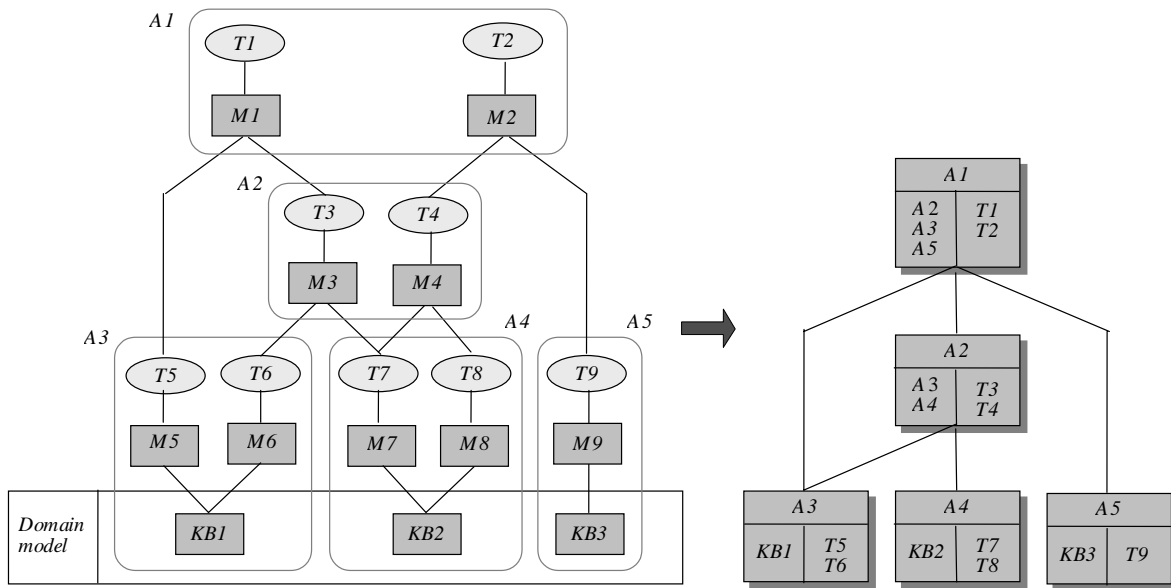 A1
T1
T2
M1
M2
A2
T3
T4
M3
M4
A3
A4
A5
T5
T6
T7
T8
T9
M5
M6
M7
M8
M9
Domain
model
KB1
KB2
KB3
A1
A2
A3
A5
T1
T2
A2
A3
A4
T3
T4
A3
KB1
T5
T6
A4
KB2
T7
T8
A5
KB3
T9